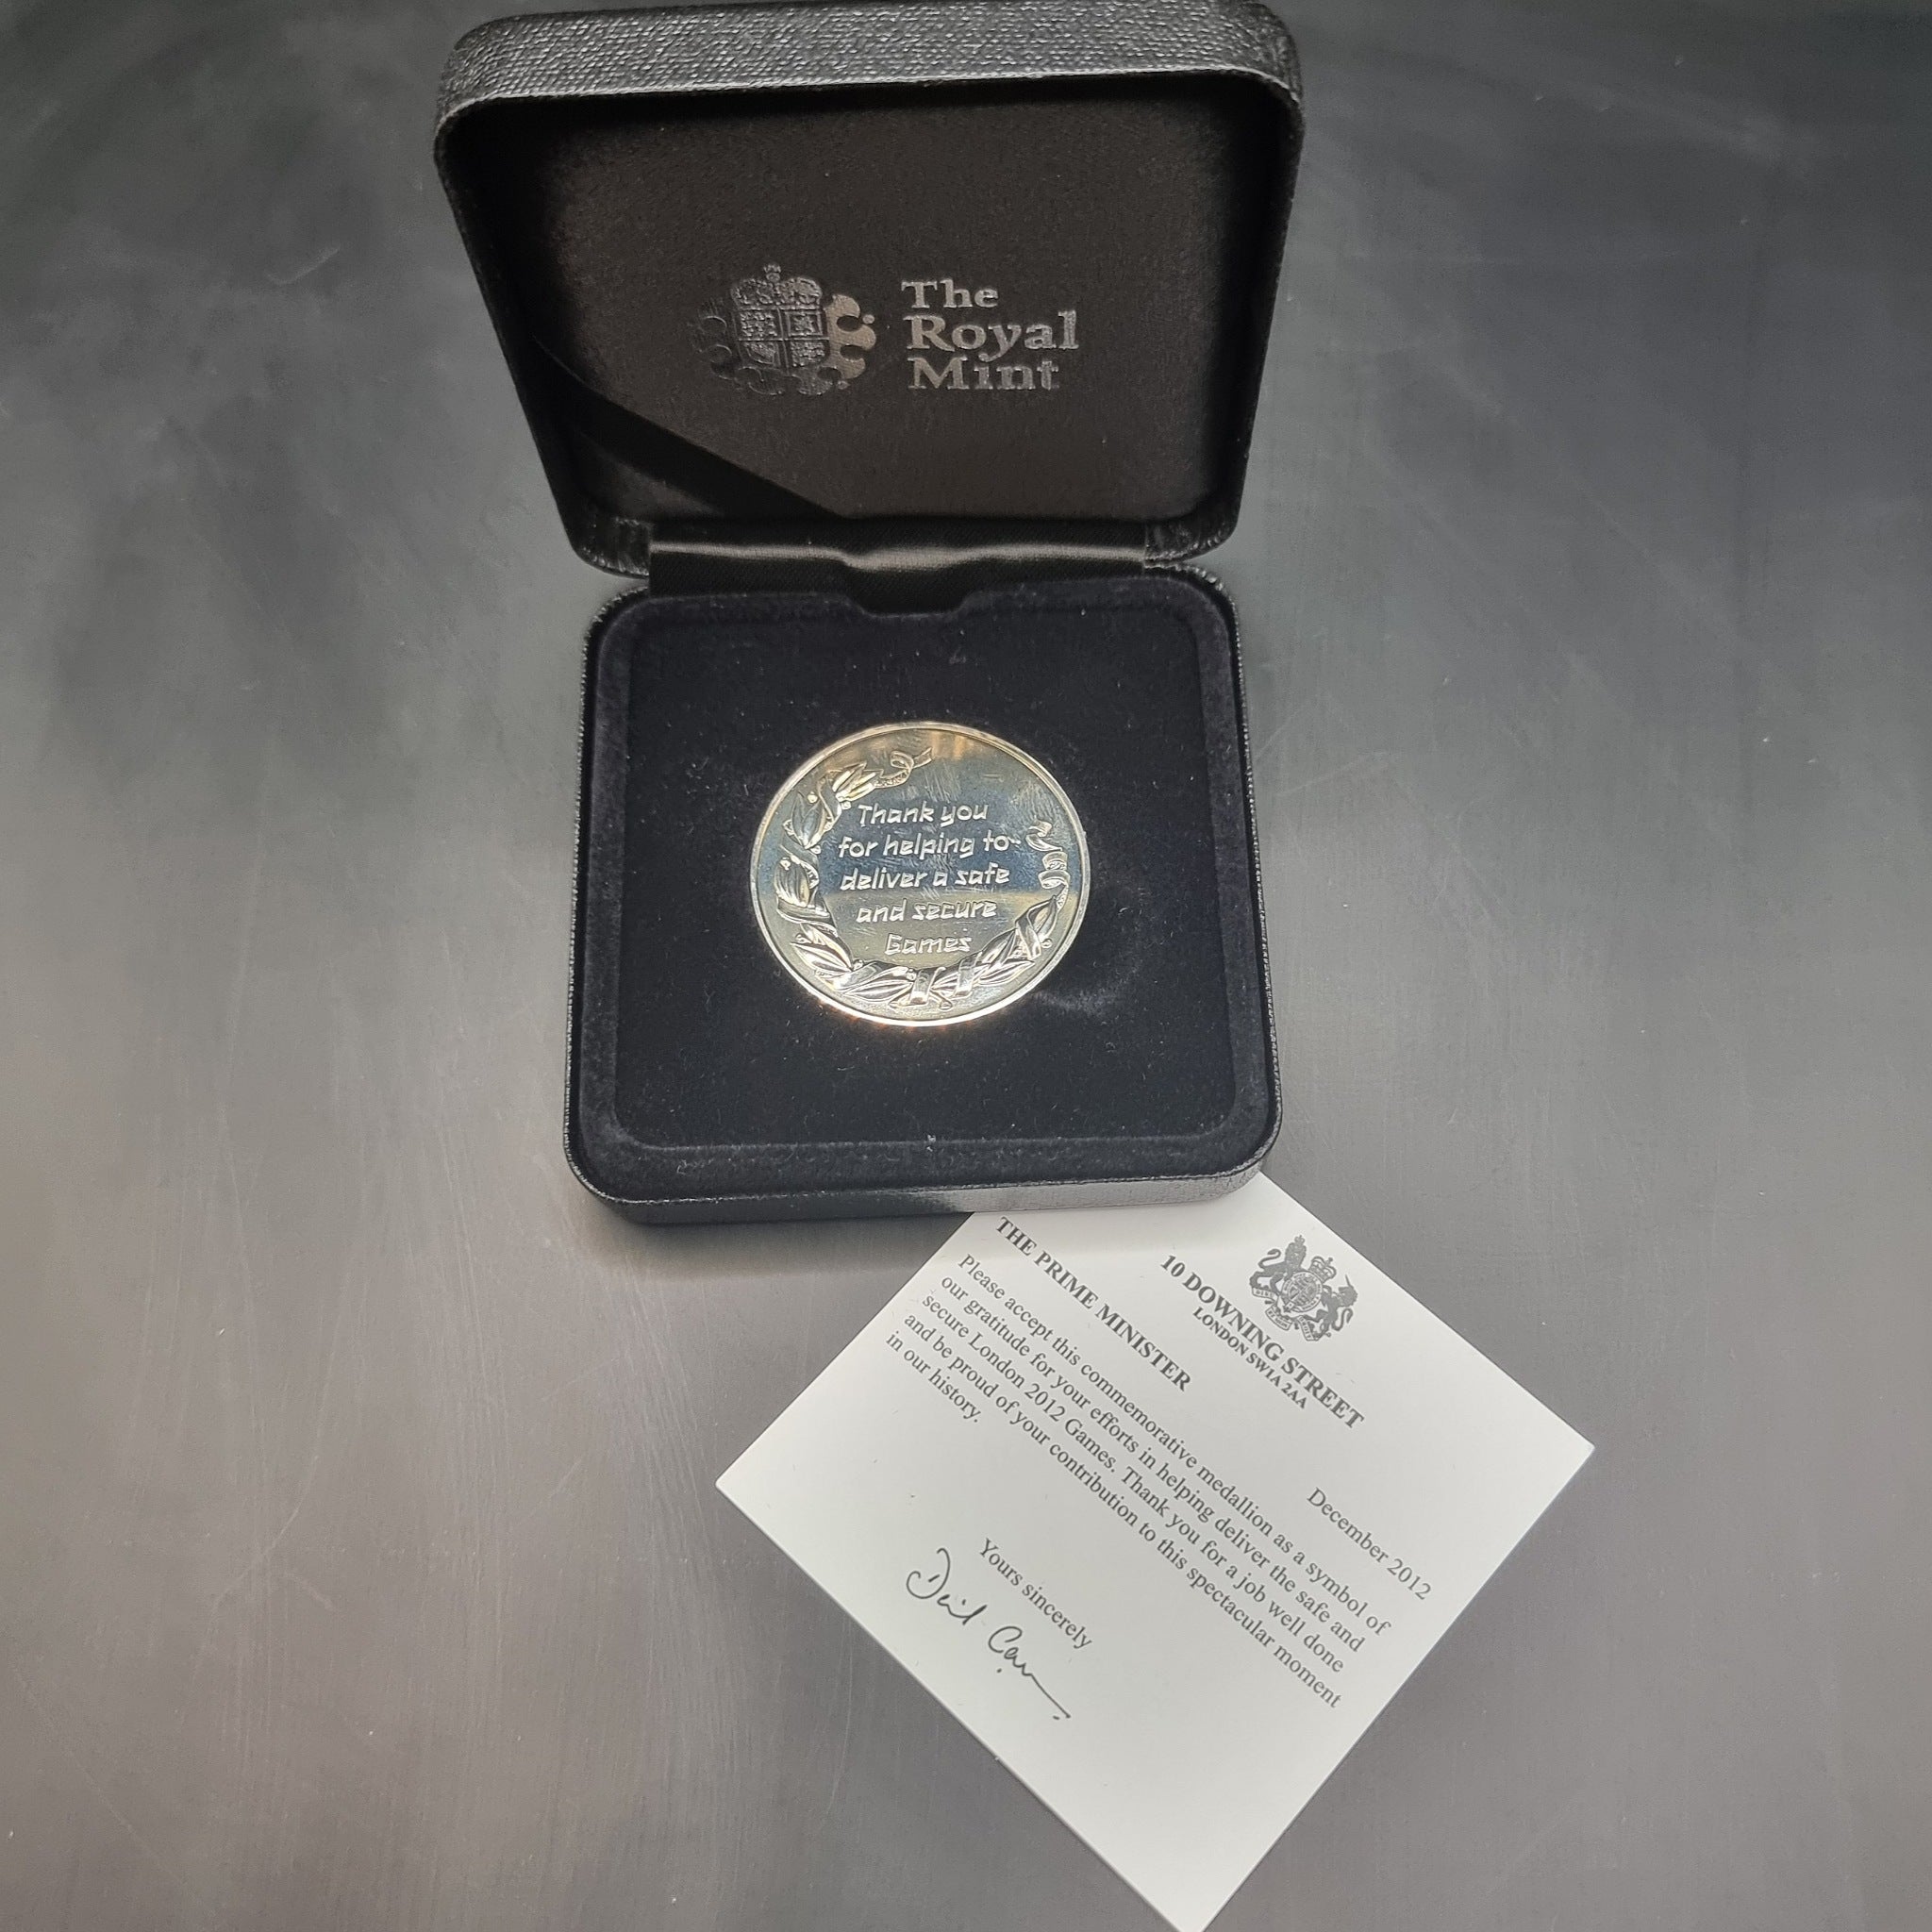 The
Royal
Mint
Thank you
for helping to
deliver a safe
and secure
Games
10 DOWNING STREET
LONDON SW1A 2AA
THE PRIME MINISTER
December 2012
Please accept this commemorative medallion as a symbol of
our gratitude for your efforts in helping deliver the safe and
secure London 2012 Games. Thank you for a job well done
and be proud of your contribution to this spectacular moment
in our history.
Yours sincerely